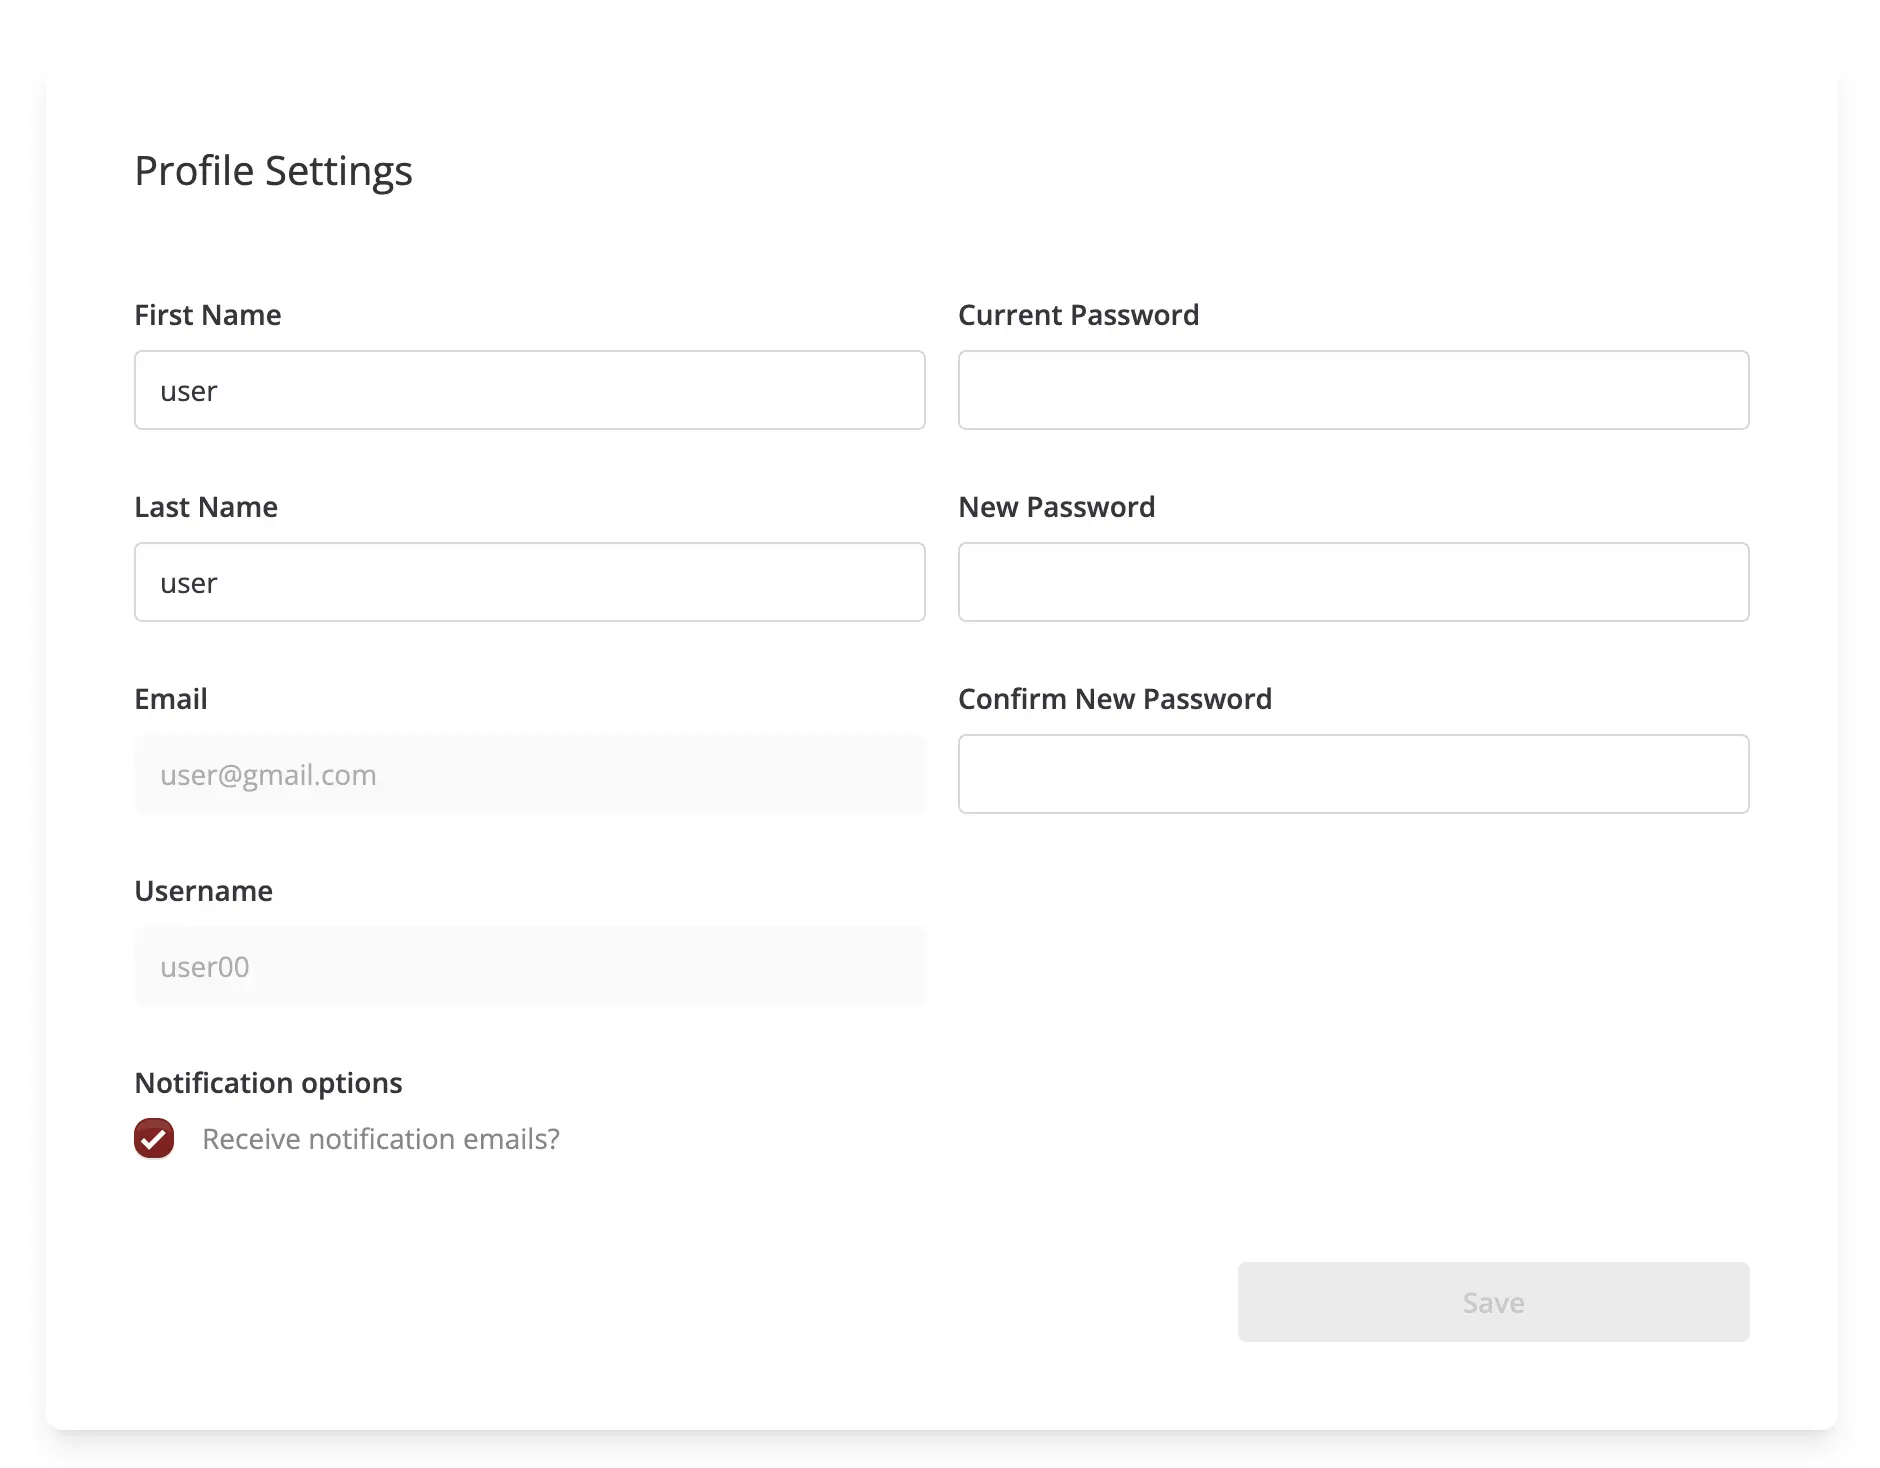 Profile Settings
First Name
user
Last Name
user
Email
user@gmail.com
Username
user00
Notification options
Receive notification emails?
Current Password
New Password
Confirm New Password
Save